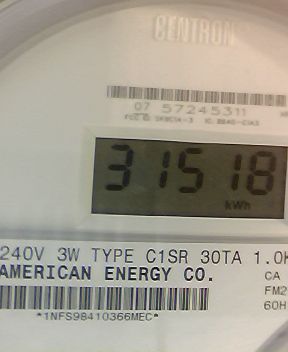 CENTRON
07 57245311
31518
kWh
240V 3W TYPE C1SR 30TA 1.0K
AMERICAN ENERGY CO.
CA
FM2
60H
*1NFS98410366MEC*